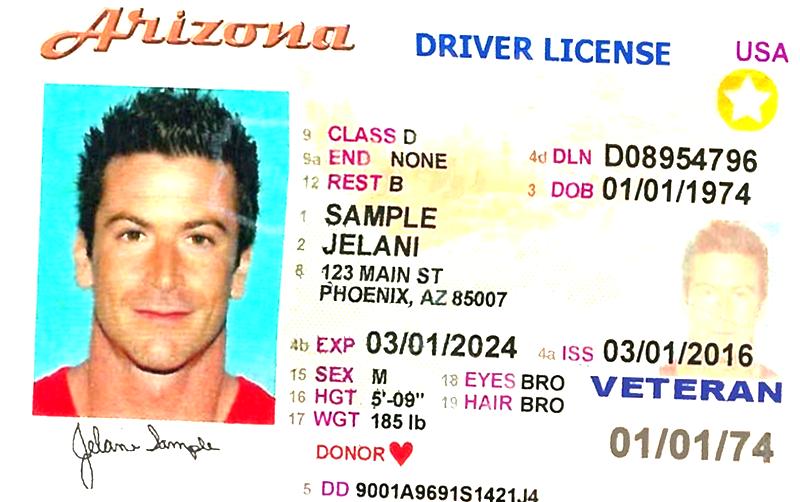 Arizona
DRIVER LICENSE USA
9 CLASS D
9a END NONE 4d DLN D08954796
12 REST B 3 DOB 01/01/1974
1 SAMPLE
2 JELANI
8 123 MAIN ST
PHOENIX, AZ 85007
4b EXP 03/01/2024 4a ISS 03/01/2016
15 SEX M 18 EYES BRO VETERAN
16 HGT 5'-09" 19 HAIR BRO
17 WGT 185 lb 01/01/74
Jelani Sample
DONOR
5 DD 9001A9691S1421J4